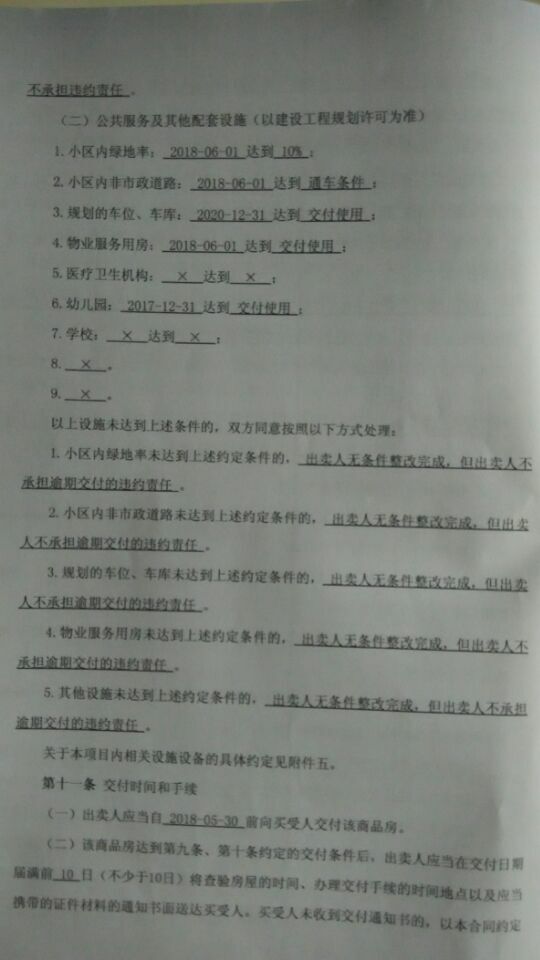 不承担违约责任 。
（二）公共服务及其他配套设施（以建设工程规划许可为准）
1. 小区内绿地率： 2018-06-01 达到 10% ；
2. 小区内非市政道路： 2018-06-01 达到 通车条件 ；
3. 规划的车位、车库： 2020-12-31 达到 交付使用 ；
4. 物业服务用房： 2018-06-01 达到 交付使用 ；
5. 医疗卫生机构： × 达到 × ；
6. 幼儿园： 2017-12-31 达到 交付使用 ；
7. 学校： × 达到 × ；
8. × 。
9. × 。
以上设施未达到上述条件的，双方同意按照以下方式处理：
1. 小区内绿地率未达到上述约定条件的， 出卖人无条件整改完成，但出卖人不
承担逾期交付的违约责任 。
2. 小区内非市政道路未达到上述约定条件的， 出卖人无条件整改完成，但出卖
人不承担逾期交付的违约责任 。
3. 规划的车位、车库未达到上述约定条件的， 出卖人无条件整改完成，但出卖
人不承担逾期交付的违约责任 。
4. 物业服务用房未达到上述约定条件的， 出卖人无条件整改完成，但出卖人不
承担逾期交付的违约责任 。
5. 其他设施未达到上述约定条件的， 出卖人无条件整改完成，但出卖人不承担
逾期交付的违约责任 。
关于本项目内相关设施设备的具体约定见附件五。
第十一条 交付时间和手续
（一）出卖人应当自 2018-05-30 前向买受人交付该商品房。
（二）该商品房达到第九条、第十条约定的交付条件后，出卖人应当在交付日期
届满前 10 日（不少于10日）将查验房屋的时间、办理交付手续的时间地点以及应当
携带的证件材料的通知书面送达买受人。买受人未收到交付通知书的，以本合同约定